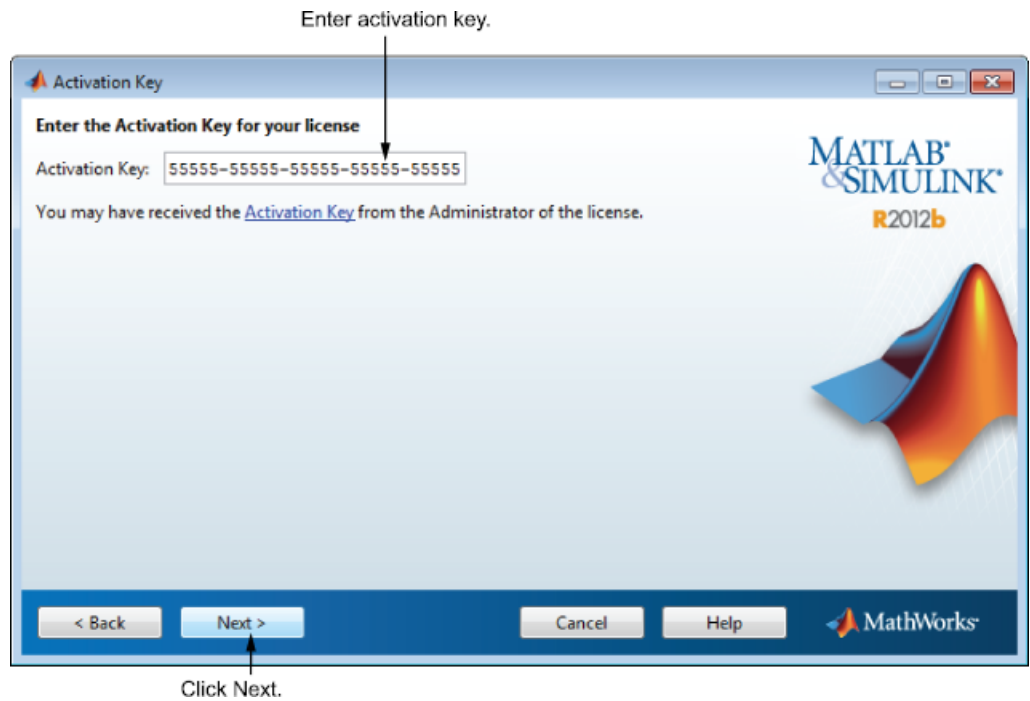 Enter activation key.
Activation Key
Enter the Activation Key for your license
Activation Key: 55555-55555-55555-55555-55555
You may have received the Activation Key from the Administrator of the license.
MATLAB®
&SIMULINK®
R2012b
< Back Next > Cancel Help MathWorks®
Click Next.